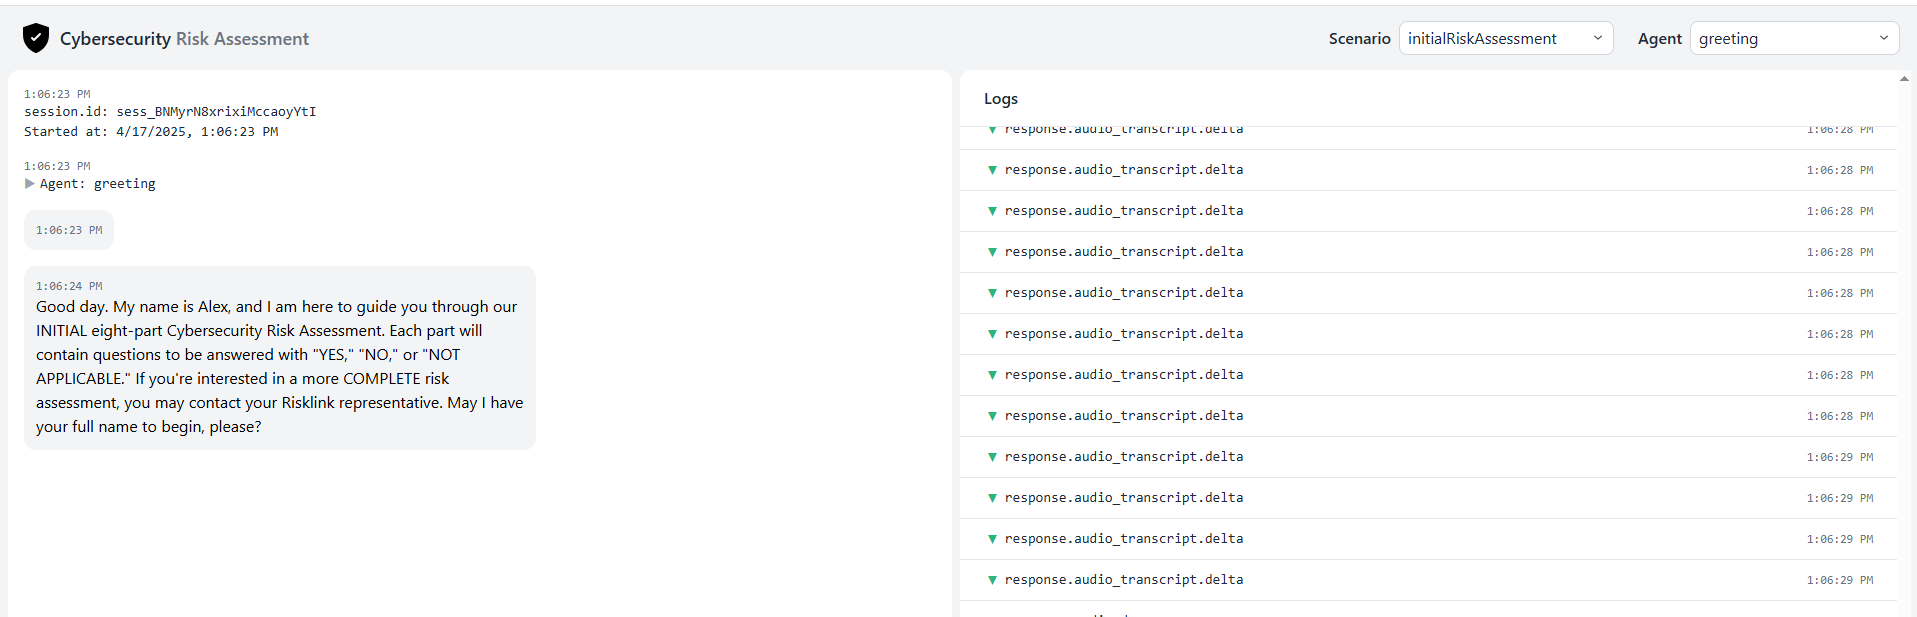 Cybersecurity Risk Assessment
Scenario initialRiskAssessment Agent greeting
1:06:23 PM
session.id: sess_BNMyrN8xrixiMccaoyYtI
Started at: 4/17/2025, 1:06:23 PM
1:06:23 PM
Agent: greeting
1:06:23 PM
1:06:24 PM
Good day. My name is Alex, and I am here to guide you through our
INITIAL eight-part Cybersecurity Risk Assessment. Each part will
contain questions to be answered with "YES," "NO," or "NOT
APPLICABLE." If you're interested in a more COMPLETE risk
assessment, you may contact your Risklink representative. May I have
your full name to begin, please?
Logs
response.audio_transcript.delta 1:06:28 PM
response.audio_transcript.delta 1:06:28 PM
response.audio_transcript.delta 1:06:28 PM
response.audio_transcript.delta 1:06:28 PM
response.audio_transcript.delta 1:06:28 PM
response.audio_transcript.delta 1:06:28 PM
response.audio_transcript.delta 1:06:28 PM
response.audio_transcript.delta 1:06:28 PM
response.audio_transcript.delta 1:06:29 PM
response.audio_transcript.delta 1:06:29 PM
response.audio_transcript.delta 1:06:29 PM
response.audio_transcript.delta 1:06:29 PM